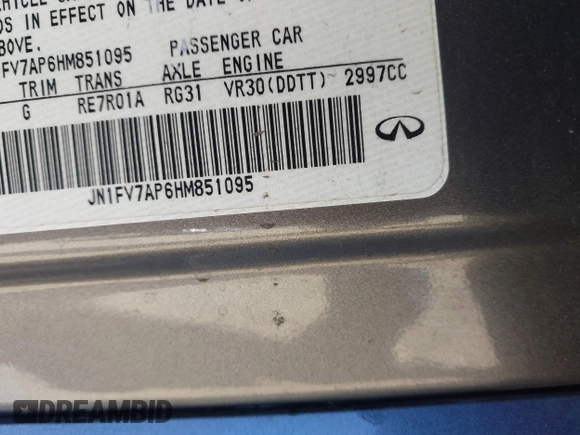 DS IN EFFECT ON THE DATE
BOVE.
FV7AP6HM851095 PASSENGER CAR
TRIM TRANS AXLE ENGINE
G RE7R01A RG31 VR30(DDTT) 2997CC
JN1FV7AP6HM851095
DREAMBID